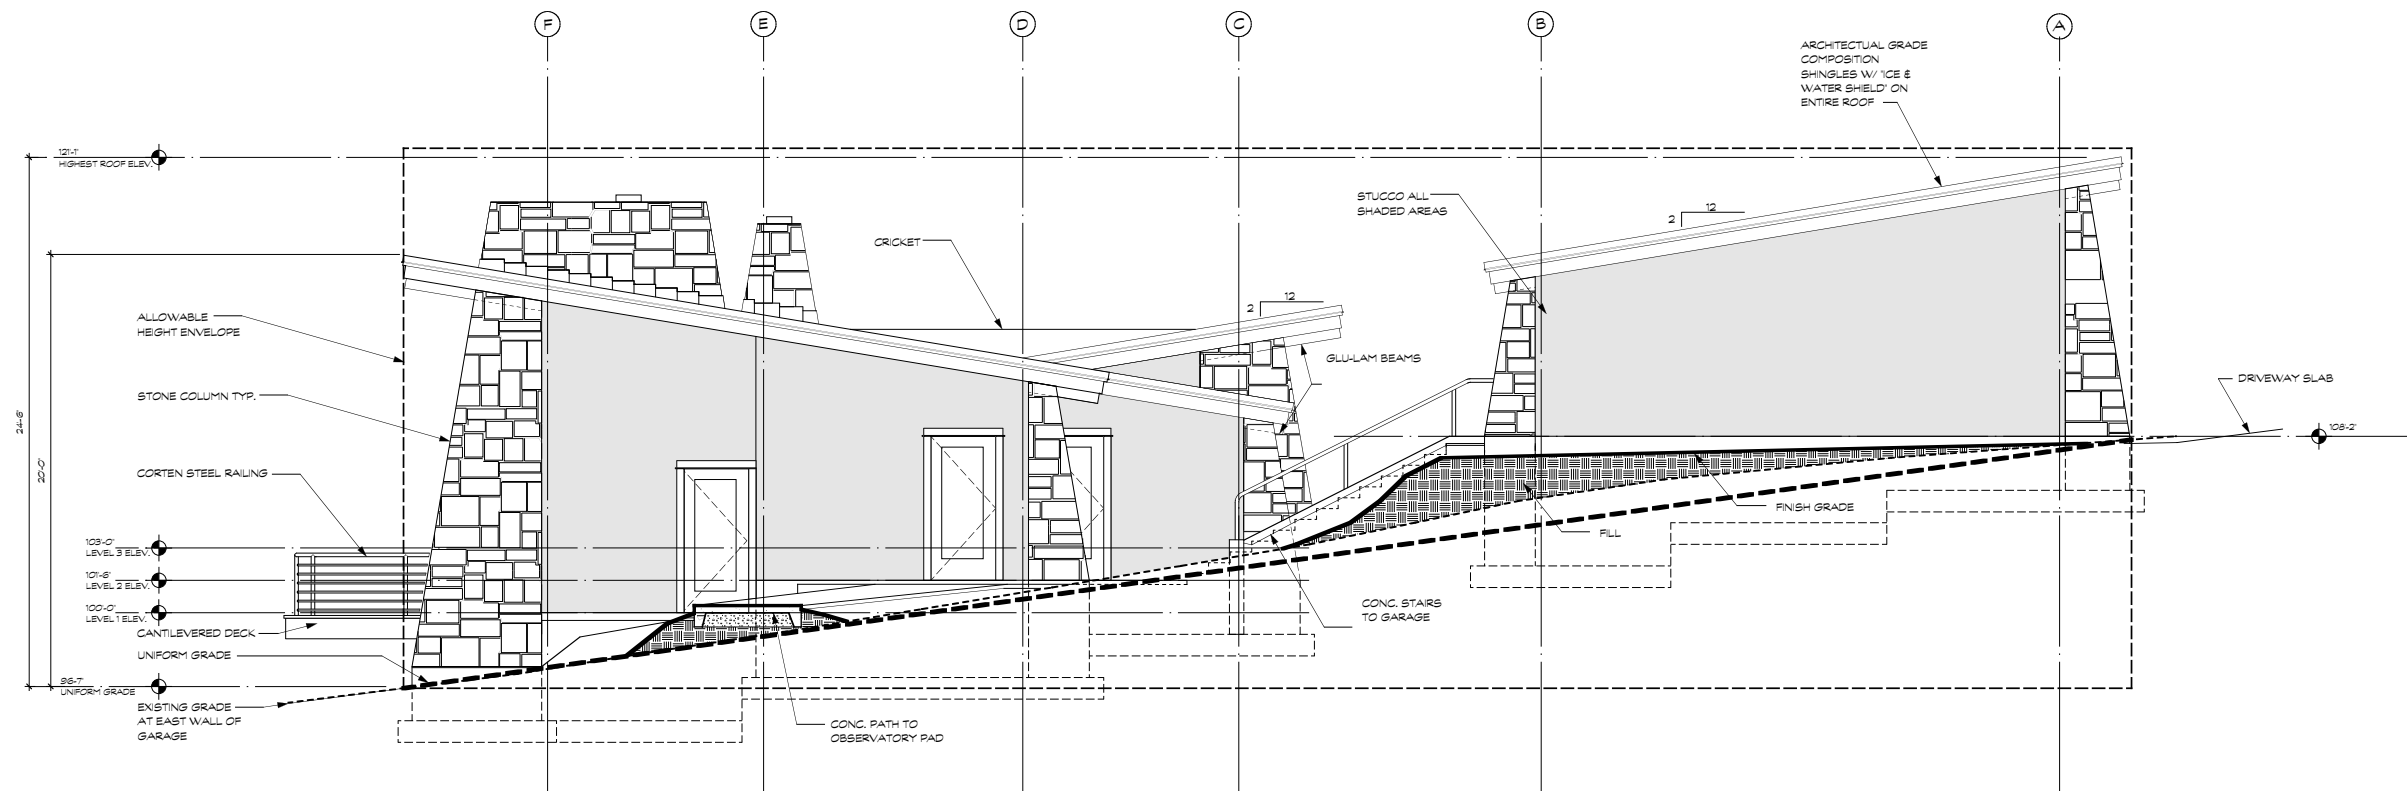 F
E
D
C
B
A
ARCHITECTUAL GRADE
COMPOSITION
SHINGLES W/ "ICE &
WATER SHIELD" ON
ENTIRE ROOF
121'-1"
HIGHEST ROOF ELEV.
STUCCO ALL
SHADED AREAS
12
2
CRICKET
12
2
ALLOWABLE
HEIGHT ENVELOPE
GLU-LAM BEAMS
DRIVEWAY SLAB
STONE COLUMN TYP.
24'-6"
20'-0"
108'-2"
CORTEN STEEL RAILING
FINISH GRADE
FILL
103'-0"
LEVEL 3 ELEV.
101'-6"
LEVEL 2 ELEV.
100'-0"
LEVEL 1 ELEV.
CONC. STAIRS
TO GARAGE
CANTILEVERED DECK
UNIFORM GRADE
96'-7"
UNIFORM GRADE
EXISTING GRADE
AT EAST WALL OF
GARAGE
CONC. PATH TO
OBSERVATORY PAD